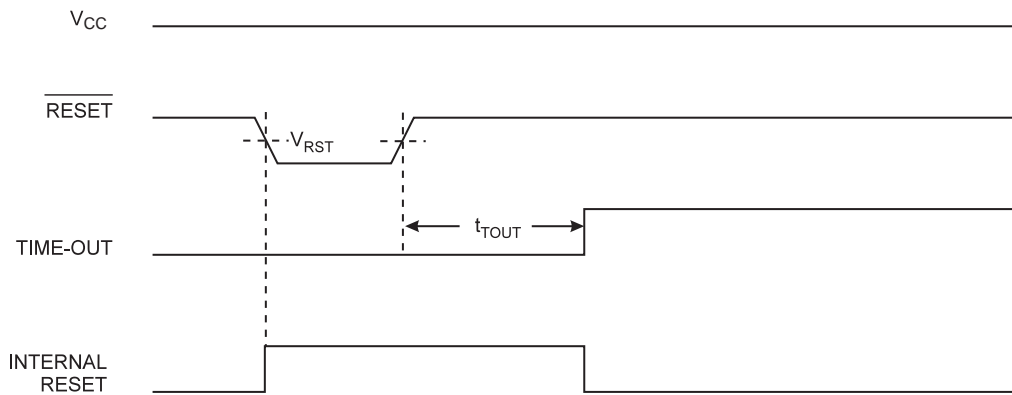 VCC
RESET
VRST
tTOUT
TIME-OUT
INTERNAL
RESET